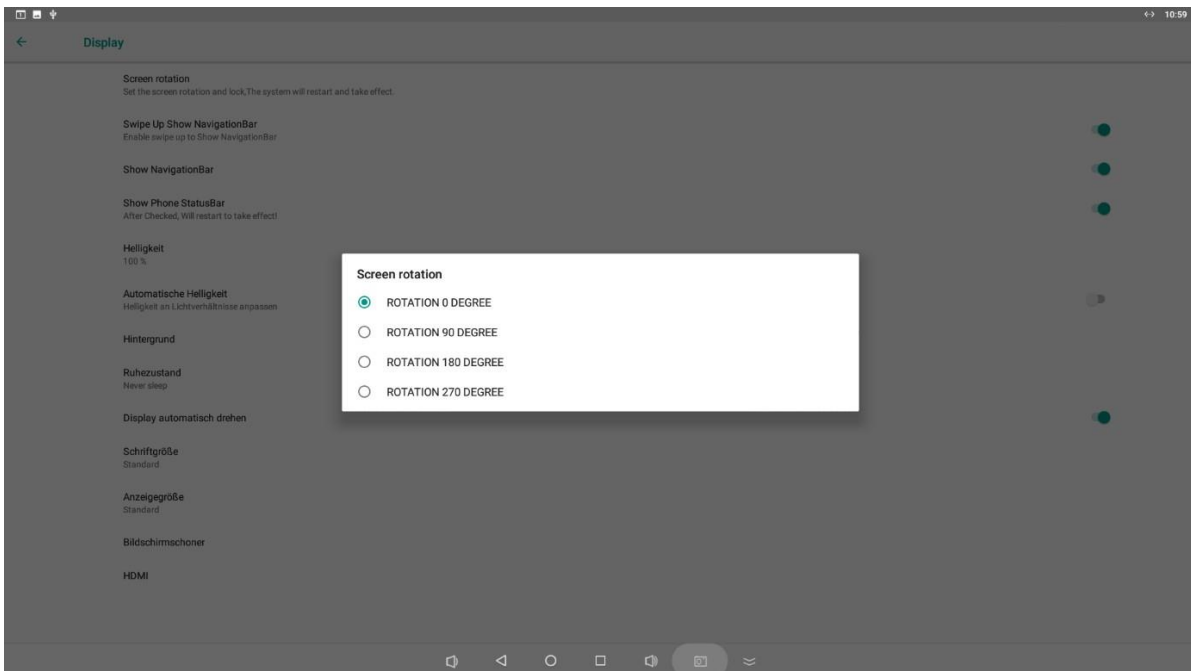 10:59
Display
Screen rotation
Set the screen rotation and lock,The system will restart and take effect.
Swipe Up Show NavigationBar
Enable swipe up to Show NavigationBar
Show NavigationBar
Show Phone StatusBar
After Checked, Will restart to take effect!
Helligkeit
100 %
Automatische Helligkeit
Helligkeit an Lichtverhältnisse anpassen
Hintergrund
Ruhezustand
Never sleep
Display automatisch drehen
Schriftgröße
Standard
Anzeigegröße
Standard
Bildschirmschoner
HDMI
Screen rotation
ROTATION 0 DEGREE
ROTATION 90 DEGREE
ROTATION 180 DEGREE
ROTATION 270 DEGREE